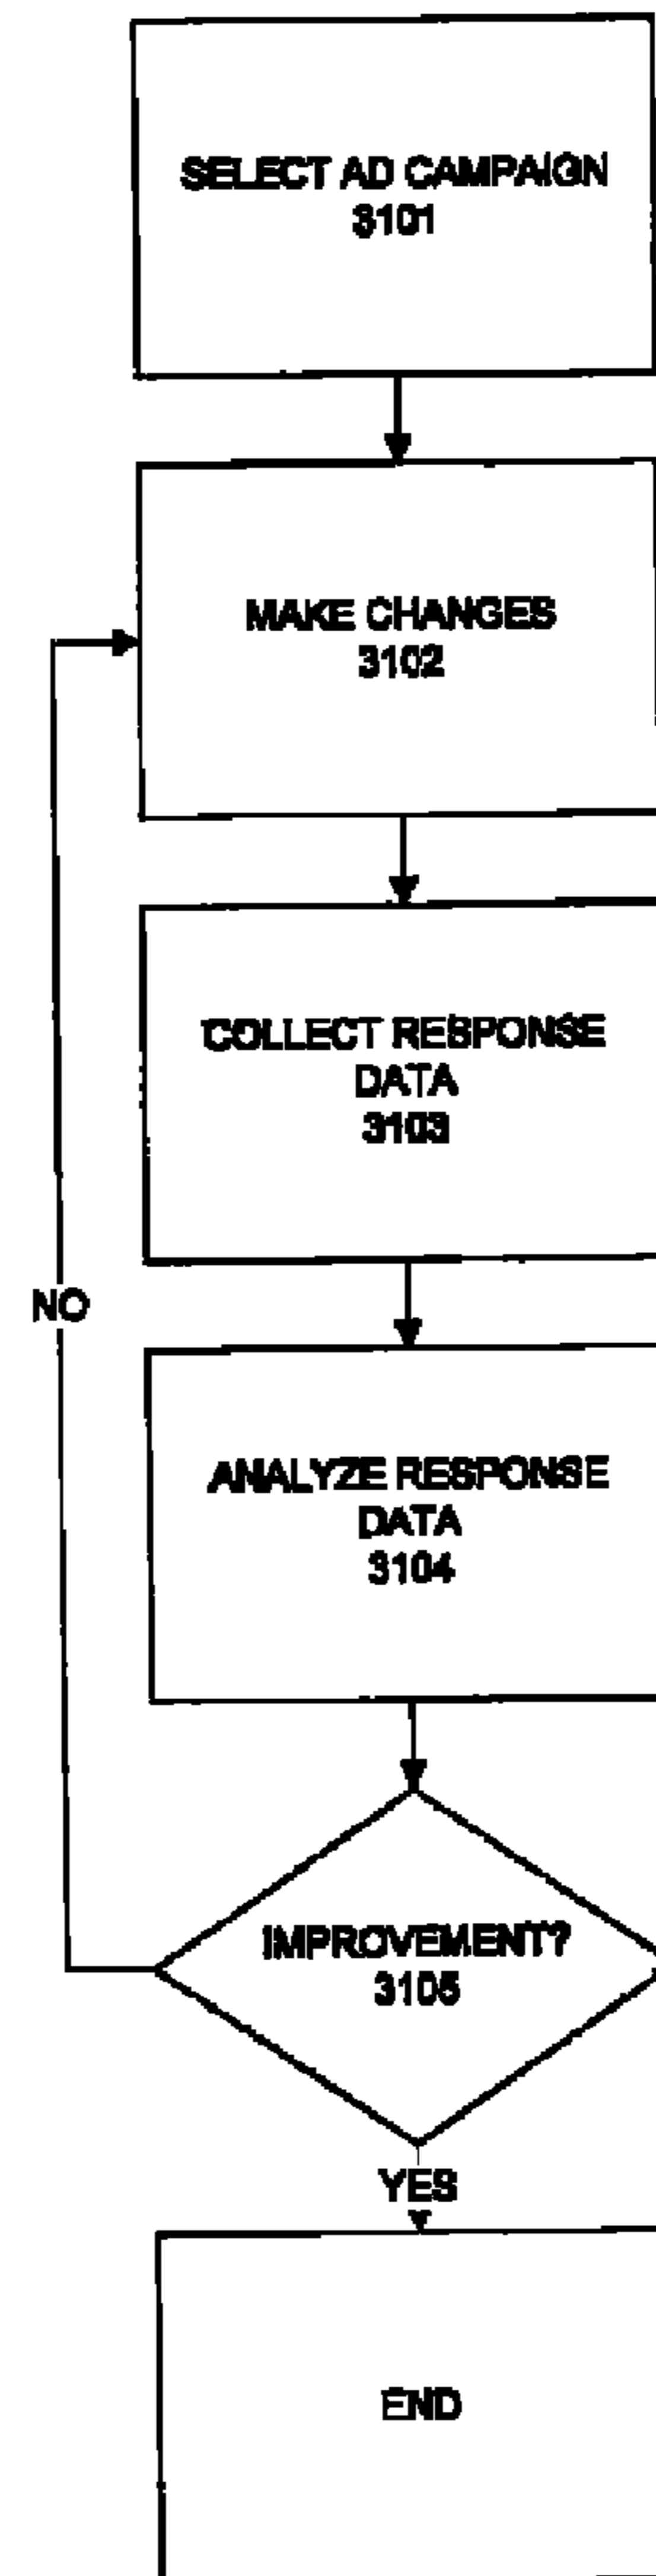 SELECT AD CAMPAIGN
3101
MAKE CHANGES
3102
COLLECT RESPONSE
DATA
3103
ANALYZE RESPONSE
DATA
3104
NO
IMPROVEMENT?
3105
YES
END